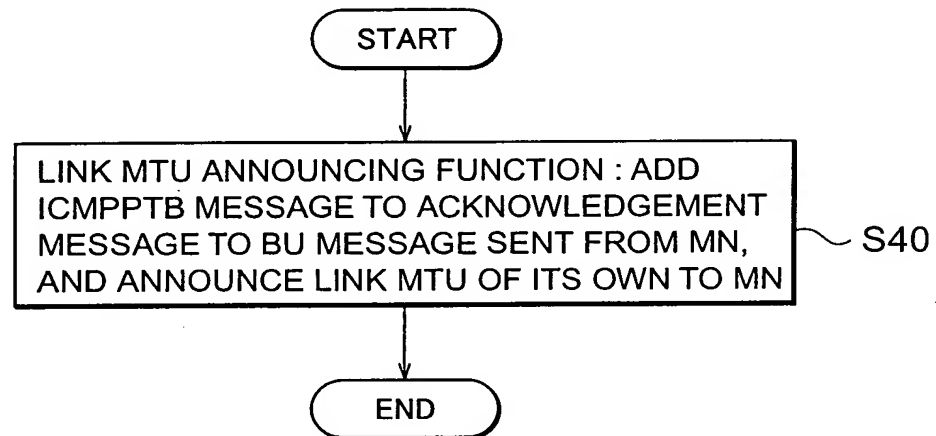 START
LINK MTU ANNOUNCING FUNCTION : ADD
ICMPPTB MESSAGE TO ACKNOWLEDGEMENT
MESSAGE TO BU MESSAGE SENT FROM MN,
AND ANNOUNCE LINK MTU OF ITS OWN TO MN
S40
END